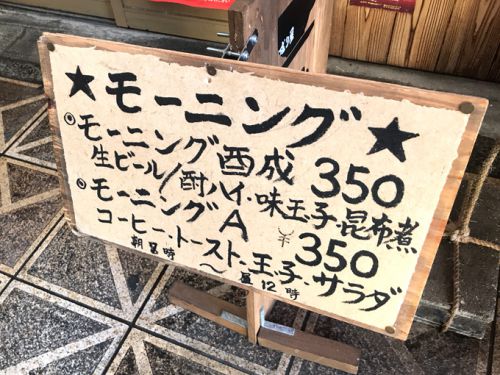 ★モーニング★
◎モーニング 酉成 350
生ビール/酎ハイ・味玉子・昆布煮
◎モーニング A ¥350
コーヒー・トースト・玉子・サラダ
朝8時 〜 昼12時